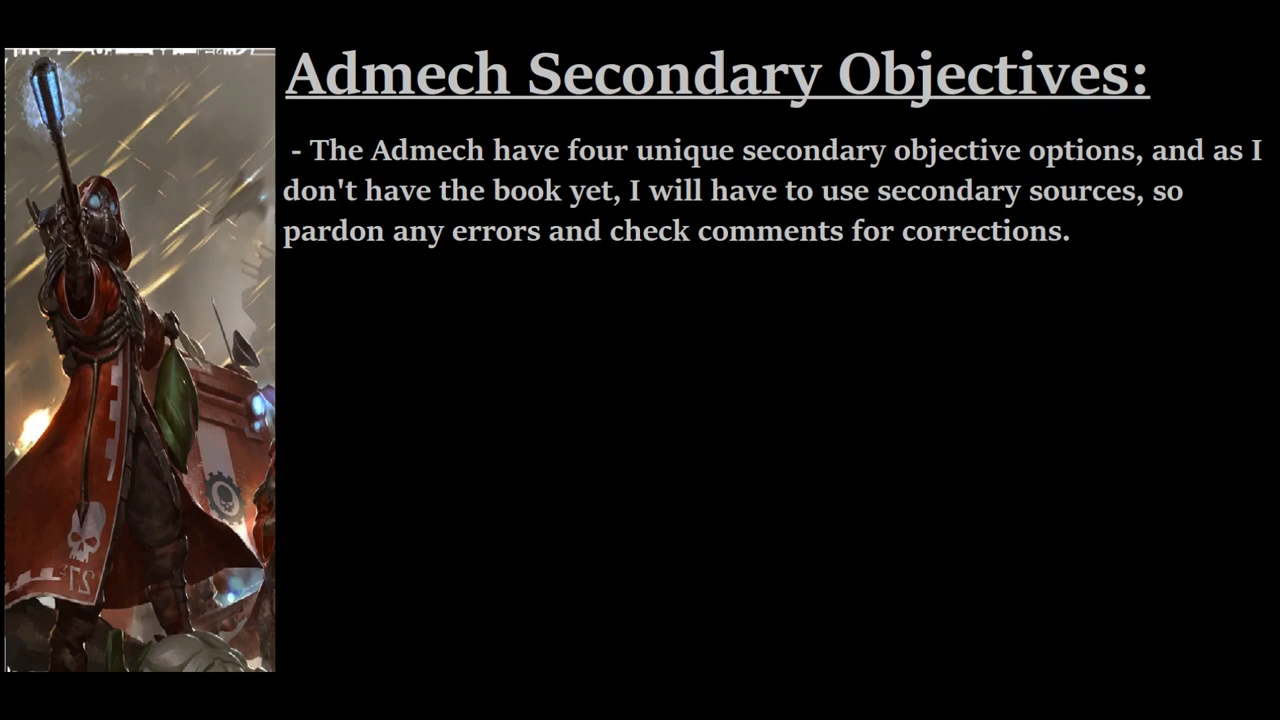 Admech Secondary Objectives:
- The Admech have four unique secondary objective options, and as I
don't have the book yet, I will have to use secondary sources, so
pardon any errors and check comments for corrections.
27